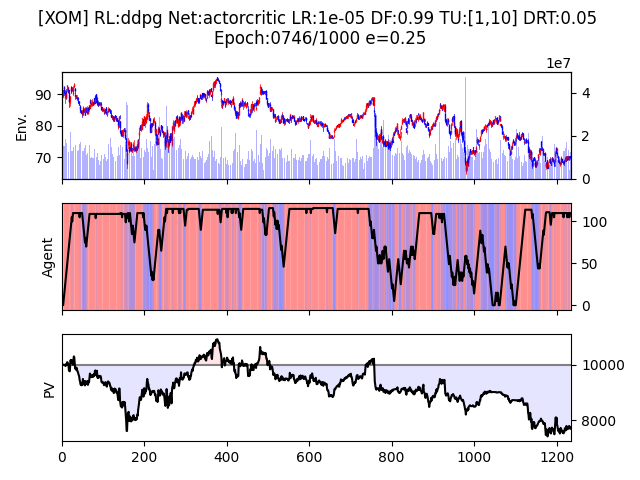 [XOM] RL:ddpg Net:actorcritic LR:1e-05 DF:0.99 TU:[1,10] DRT:0.05
Epoch:0746/1000 e=0.25
1e7
90
80
70
Env.
4
2
0
Agent
100
50
0
PV
10000
8000
0 200 400 600 800 1000 1200